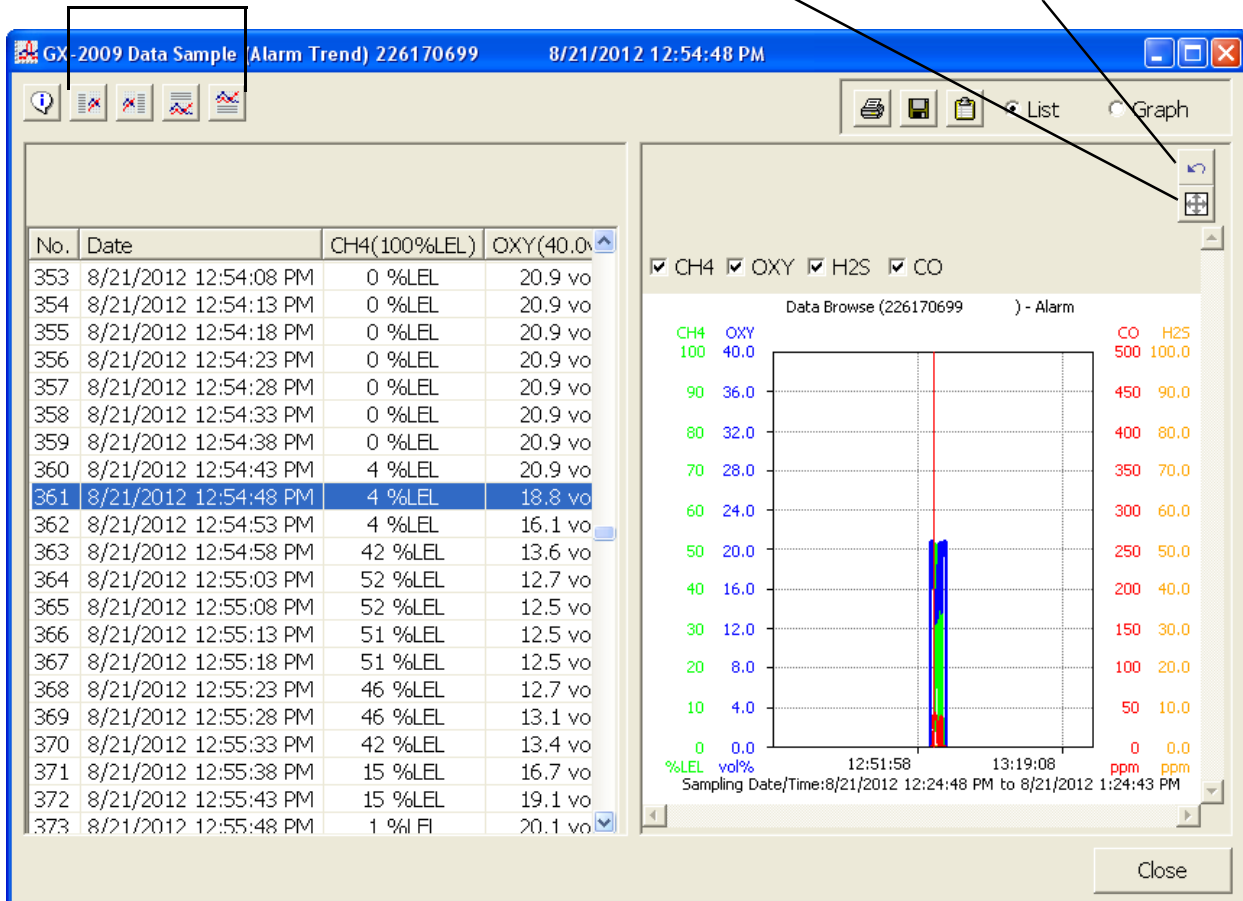 GX-2009 Data Sample (Alarm Trend) 226170699 8/21/2012 12:54:48 PM
List Graph
No. Date CH4(100%LEL) OXY(40.0v
353 8/21/2012 12:54:08 PM 0 %LEL 20.9 vo
354 8/21/2012 12:54:13 PM 0 %LEL 20.9 vo
355 8/21/2012 12:54:18 PM 0 %LEL 20.9 vo
356 8/21/2012 12:54:23 PM 0 %LEL 20.9 vo
357 8/21/2012 12:54:28 PM 0 %LEL 20.9 vo
358 8/21/2012 12:54:33 PM 0 %LEL 20.9 vo
359 8/21/2012 12:54:38 PM 0 %LEL 20.9 vo
360 8/21/2012 12:54:43 PM 4 %LEL 20.9 vo
361 8/21/2012 12:54:48 PM 4 %LEL 18.8 vo
362 8/21/2012 12:54:53 PM 4 %LEL 16.1 vo
363 8/21/2012 12:54:58 PM 42 %LEL 13.6 vo
364 8/21/2012 12:55:03 PM 52 %LEL 12.7 vo
365 8/21/2012 12:55:08 PM 52 %LEL 12.5 vo
366 8/21/2012 12:55:13 PM 51 %LEL 12.5 vo
367 8/21/2012 12:55:18 PM 51 %LEL 12.5 vo
368 8/21/2012 12:55:23 PM 46 %LEL 12.7 vo
369 8/21/2012 12:55:28 PM 46 %LEL 13.1 vo
370 8/21/2012 12:55:33 PM 42 %LEL 13.4 vo
371 8/21/2012 12:55:38 PM 15 %LEL 16.7 vo
372 8/21/2012 12:55:43 PM 15 %LEL 19.1 vo
373 8/21/2012 12:55:48 PM 1 %LEL 20.1 vo
CH4 OXY H2S CO
Data Browse (226170699 ) - Alarm
CH4 OXY CO H2S
100 40.0 500 100.0
90 36.0 450 90.0
80 32.0 400 80.0
70 28.0 350 70.0
60 24.0 300 60.0
50 20.0 250 50.0
40 16.0 200 40.0
30 12.0 150 30.0
20 8.0 100 20.0
10 4.0 50 10.0
0 0.0 0 0.0
%LEL vol% 12:51:58 13:19:08 ppm ppm
Sampling Date/Time:8/21/2012 12:24:48 PM to 8/21/2012 1:24:43 PM
Close